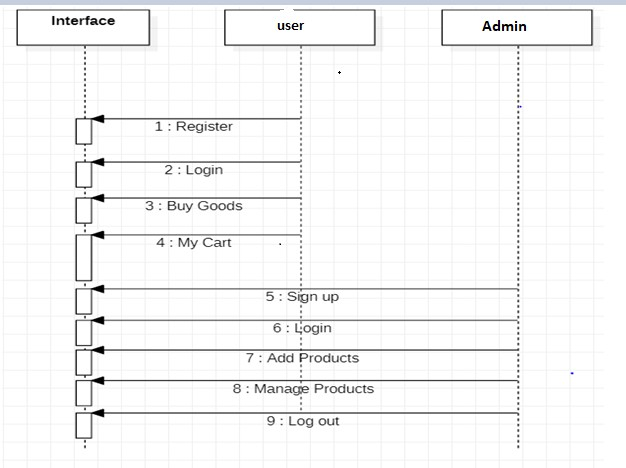 Interface
user
Admin
1 : Register
2 : Login
3 : Buy Goods
4 : My Cart
5 : Sign up
6 : Login
7 : Add Products
8 : Manage Products
9 : Log out